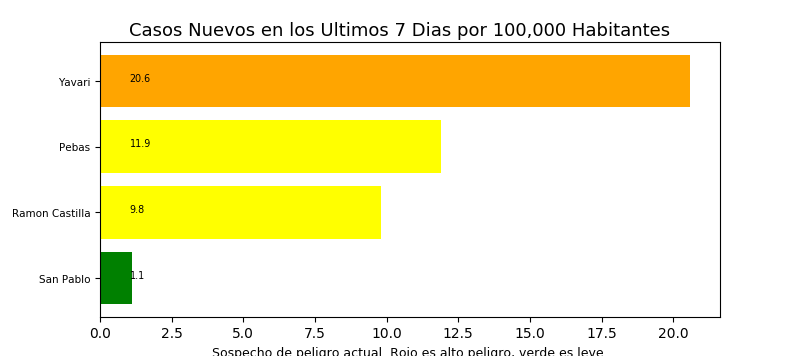 Casos Nuevos en los Ultimos 7 Dias por 100,000 Habitantes
Yavari 20.6
Pebas 11.9
Ramon Castilla 9.8
San Pablo 1.1
0.0 2.5 5.0 7.5 10.0 12.5 15.0 17.5 20.0
Sospecho de peligro actual. Rojo es alto peligro, verde es leve